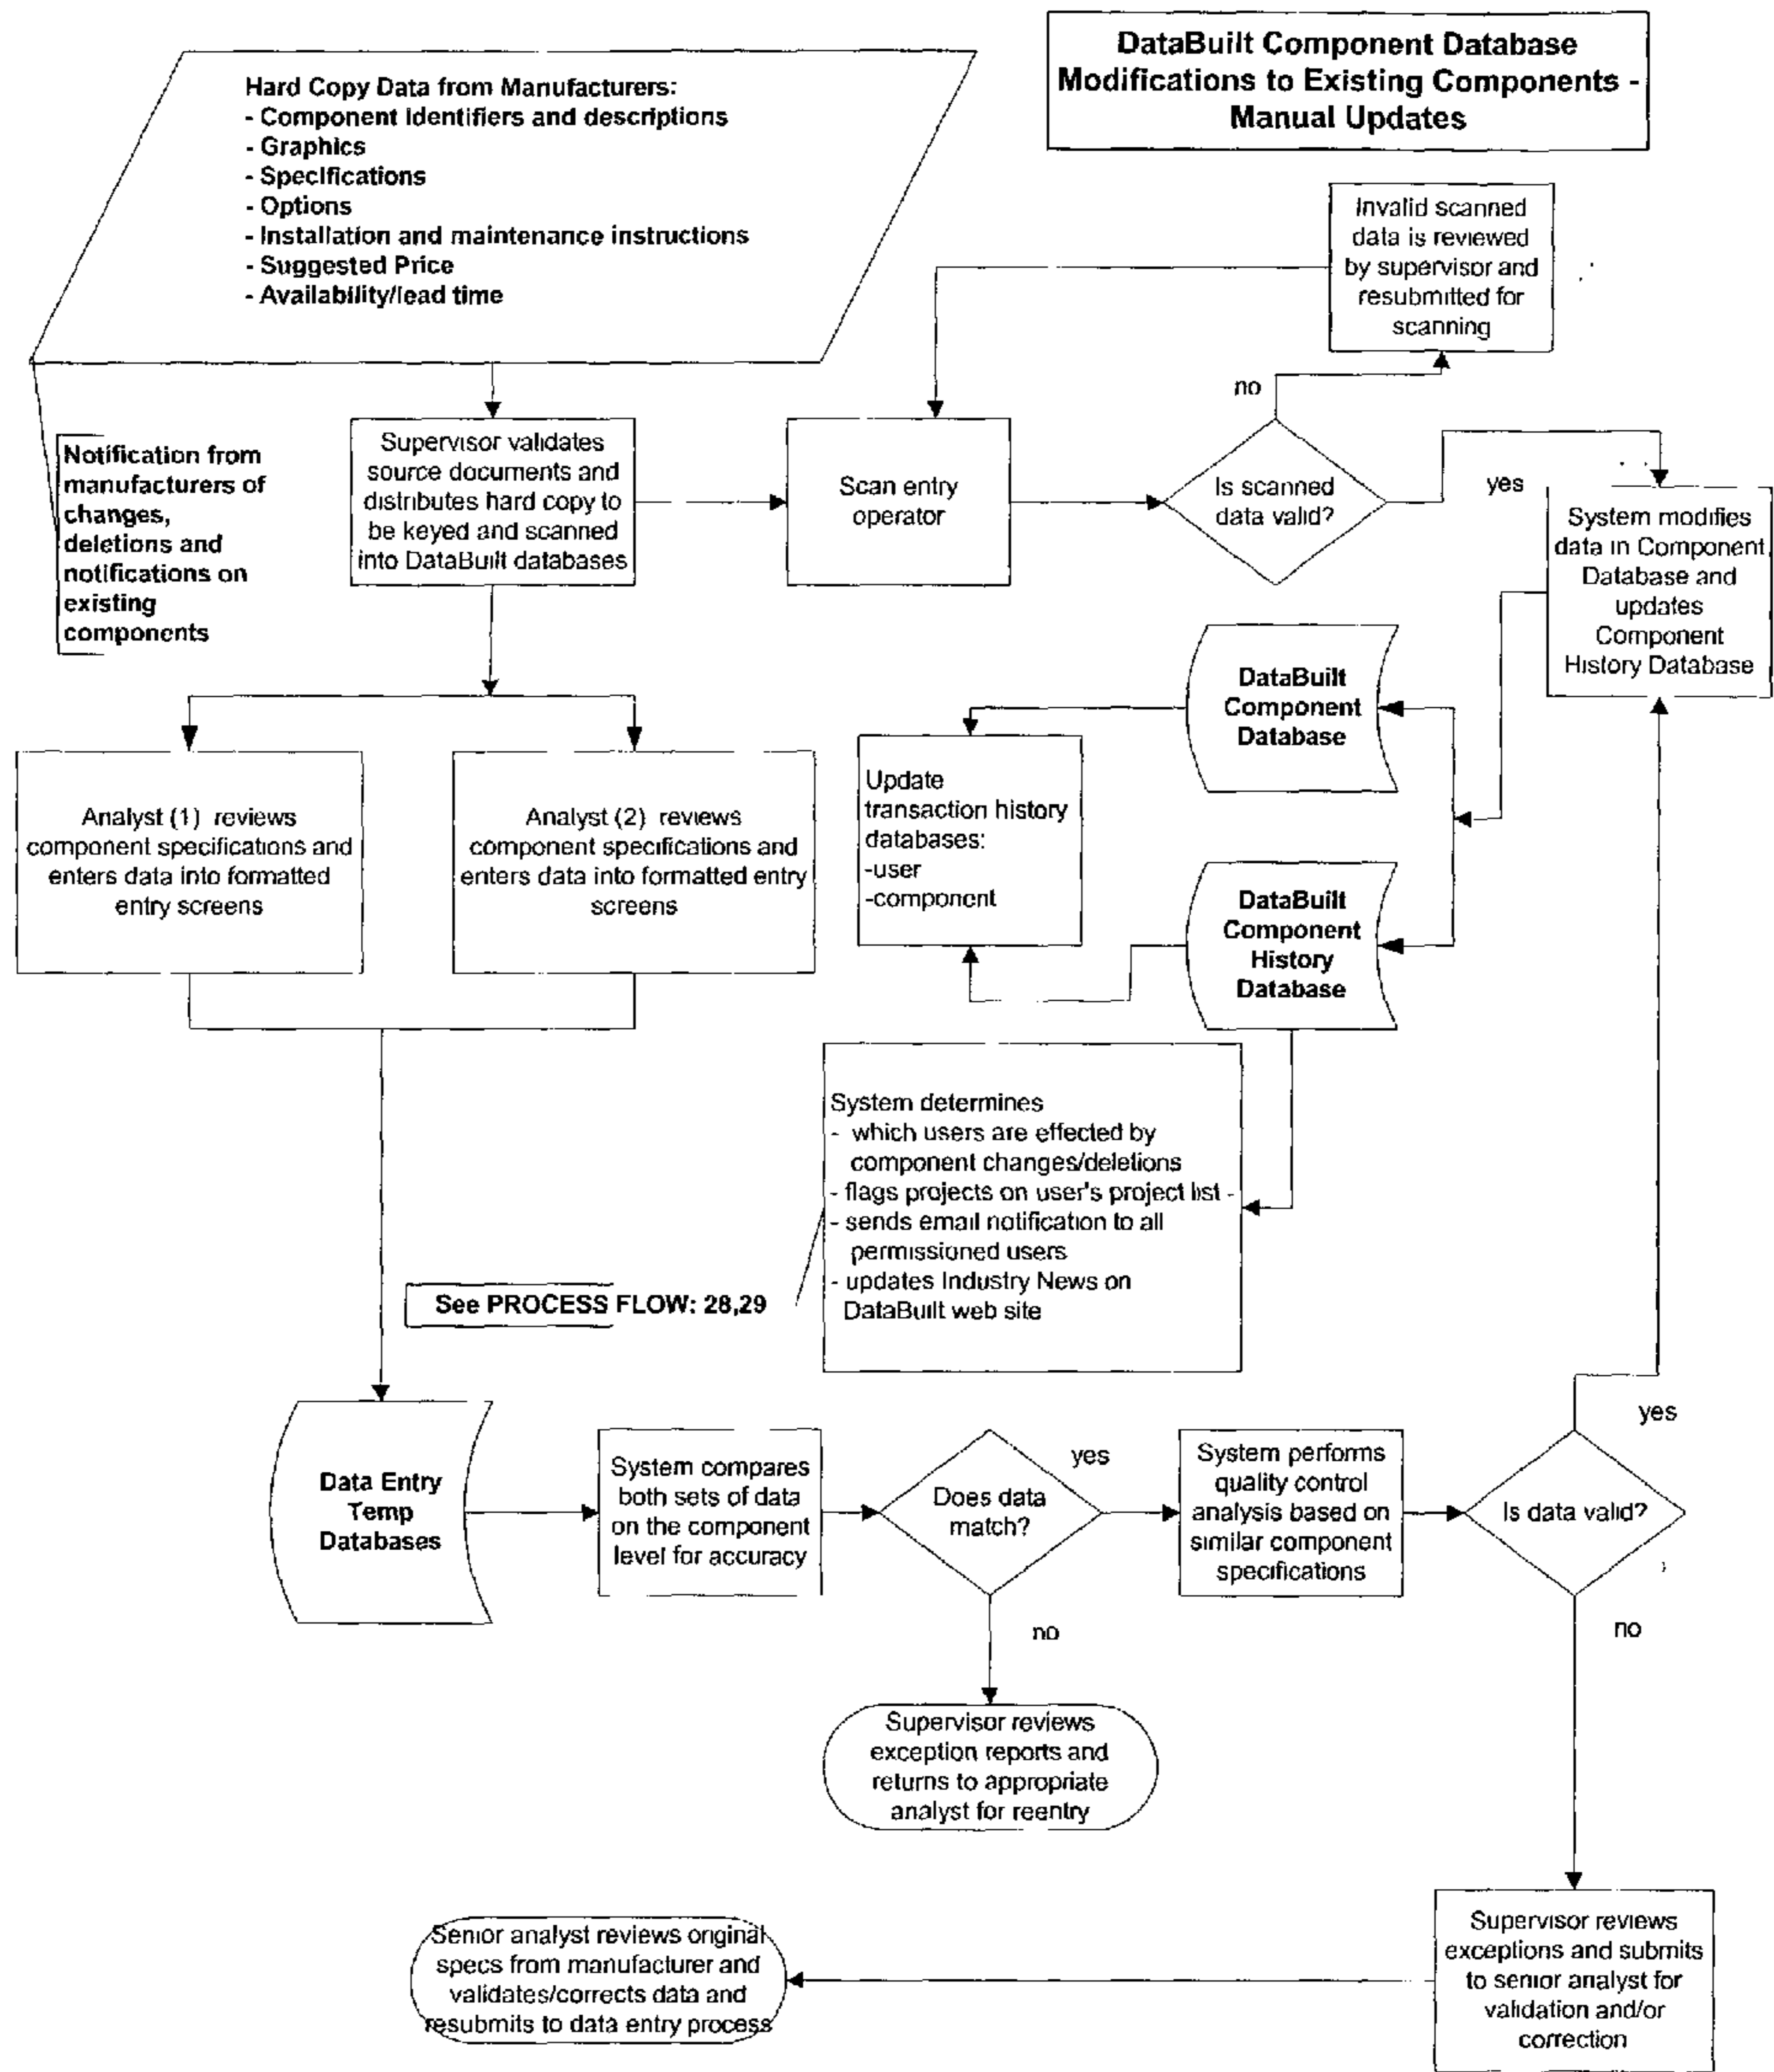 DataBuilt Component Database
Modifications to Existing Components -
Manual Updates
Hard Copy Data from Manufacturers:
- Component identifiers and descriptions
- Graphics
- Specifications
- Options
- Installation and maintenance instructions
- Suggested Price
- Availability/lead time
Invalid scanned
data is reviewed
by supervisor and
resubmitted for
scanning
no
Notification from
manufacturers of
changes,
deletions and
notifications on
existing
components
Supervisor validates
source documents and
distributes hard copy to
be keyed and scanned
into DataBuilt databases
Scan entry
operator
Is scanned
data valid?
yes
System modifies
data in Component
Database and
updates
Component
History Database
DataBuilt
Component
Database
Update
transaction history
databases:
-user
-component
DataBuilt
Component
History
Database
Analyst (1) reviews
component specifications and
enters data into formatted
entry screens
Analyst (2) reviews
component specifications and
enters data into formatted entry
screens
System determines
- which users are effected by
component changes/deletions
- flags projects on user's project list -
- sends email notification to all
permissioned users
- updates Industry News on
DataBuilt web site
See PROCESS FLOW: 28,29
Data Entry
Temp
Databases
System compares
both sets of data
on the component
level for accuracy
Does data
match?
yes
System performs
quality control
analysis based on
similar component
specifications
Is data valid?
yes
no
no
Supervisor reviews
exception reports and
returns to appropriate
analyst for reentry
Supervisor reviews
exceptions and submits
to senior analyst for
validation and/or
correction
Senior analyst reviews original
specs from manufacturer and
validates/corrects data and
resubmits to data entry process